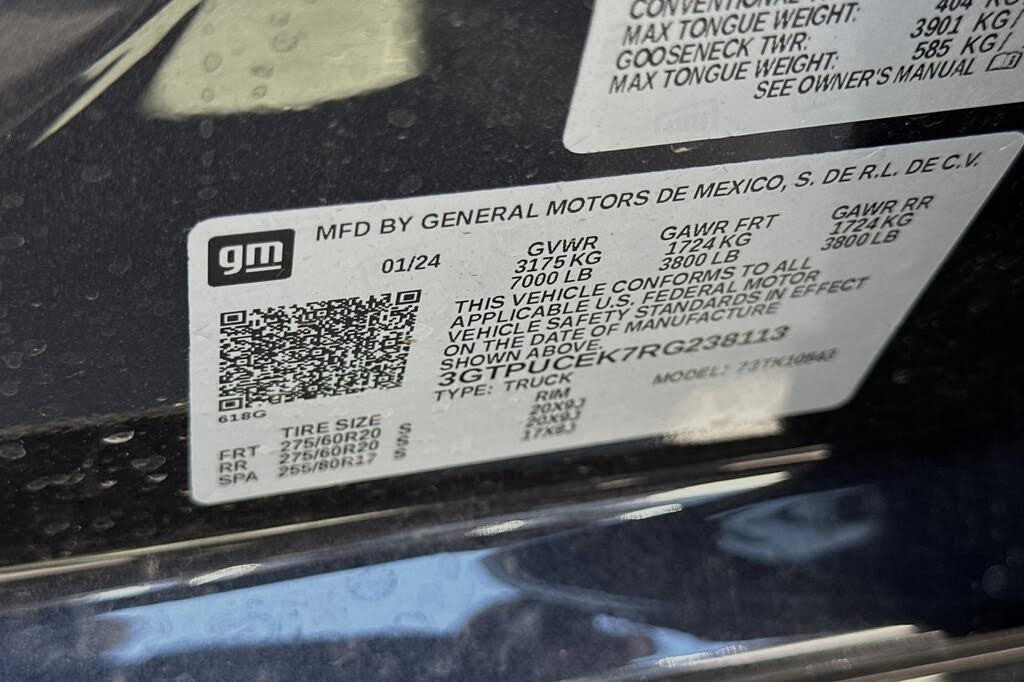 CONVENTIONAL
404 KG
MAX TONGUE WEIGHT:
3901 KG/
GOOSENECK TWR:
585 KG/
MAX TONGUE WEIGHT:
SEE OWNER'S MANUAL
MFD BY GENERAL MOTORS DE MEXICO, S. DE R.L. DE C.V.
gm
01/24
GVWR GAWR FRT GAWR RR
3175 KG 1724 KG 1724 KG
7000 LB 3800 LB 3800 LB
THIS VEHICLE CONFORMS TO ALL
APPLICABLE U.S. FEDERAL MOTOR
VEHICLE SAFETY STANDARDS IN EFFECT
ON THE DATE OF MANUFACTURE
SHOWN ABOVE.
3GTPUCEK7RG238113
TYPE: TRUCK MODEL:
618G
TIRE SIZE RIM
FRT 275/60R20 S 20X9J
RR 275/60R20 S 20X9J
SPA 255/80R17 S 17X8J